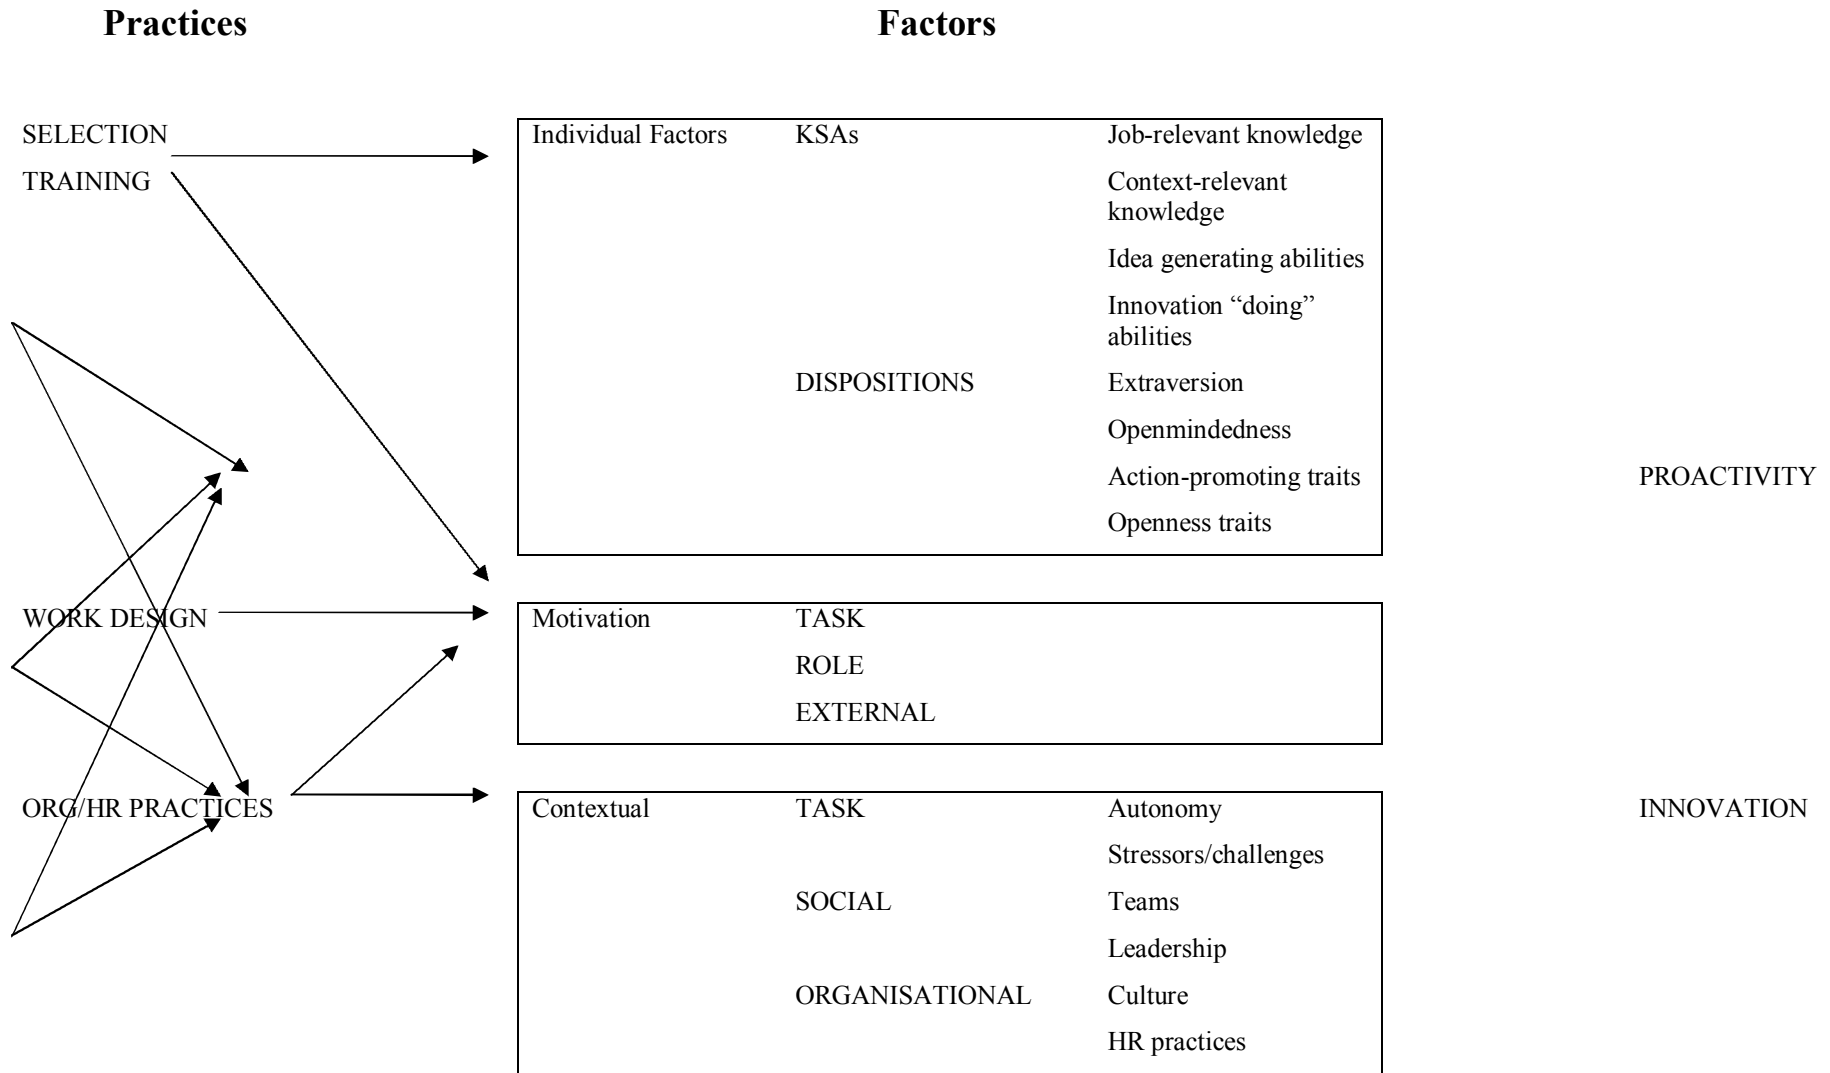 Practices
Factors
SELECTION
Individual Factors
KSAs
Job-relevant knowledge
TRAINING
Context-relevant
knowledge
Idea generating abilities
Innovation “doing”
abilities
DISPOSITIONS
Extraversion
Openmindedness
Action-promoting traits
PROACTIVITY
Openness traits
WORK DESIGN
Motivation
TASK
ROLE
EXTERNAL
ORG/HR PRACTICES
Contextual
TASK
Autonomy
INNOVATION
Stressors/challenges
SOCIAL
Teams
Leadership
ORGANISATIONAL
Culture
HR practices